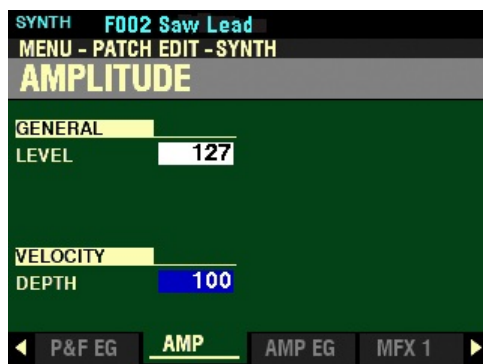 SYNTH F002 Saw Lead
MENU - PATCH EDIT - SYNTH
AMPLITUDE
GENERAL
LEVEL 127
VELOCITY
DEPTH 100
P&F EG AMP AMP EG MFX 1